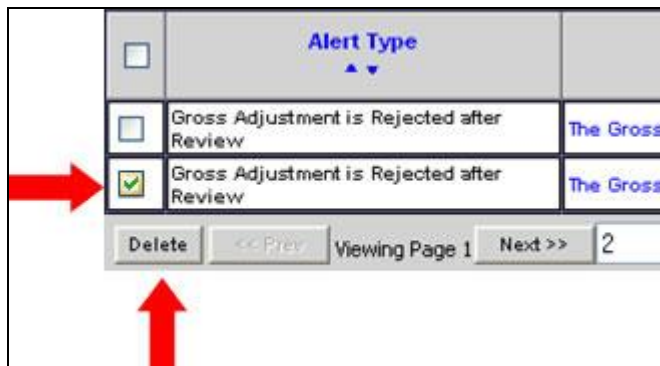 Alert Type
Gross Adjustment is Rejected after
Review
The Gross
Gross Adjustment is Rejected after
Review
The Gross
Delete << Prev Viewing Page 1 Next >> 2